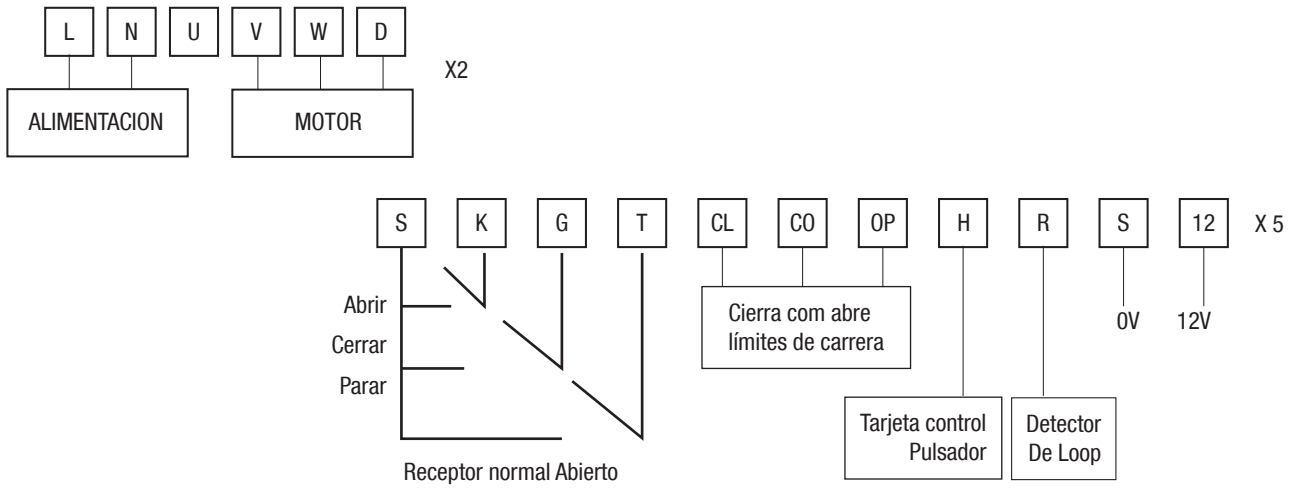 L N U V W D
X2
ALIMENTACION MOTOR
S K G T CL CO OP H R S 12 X 5
Abrir
Cerrar
Parar
Cierra com abre
límites de carrera
0V 12V
Tarjeta control
Pulsador
Detector
De Loop
Receptor normal Abierto